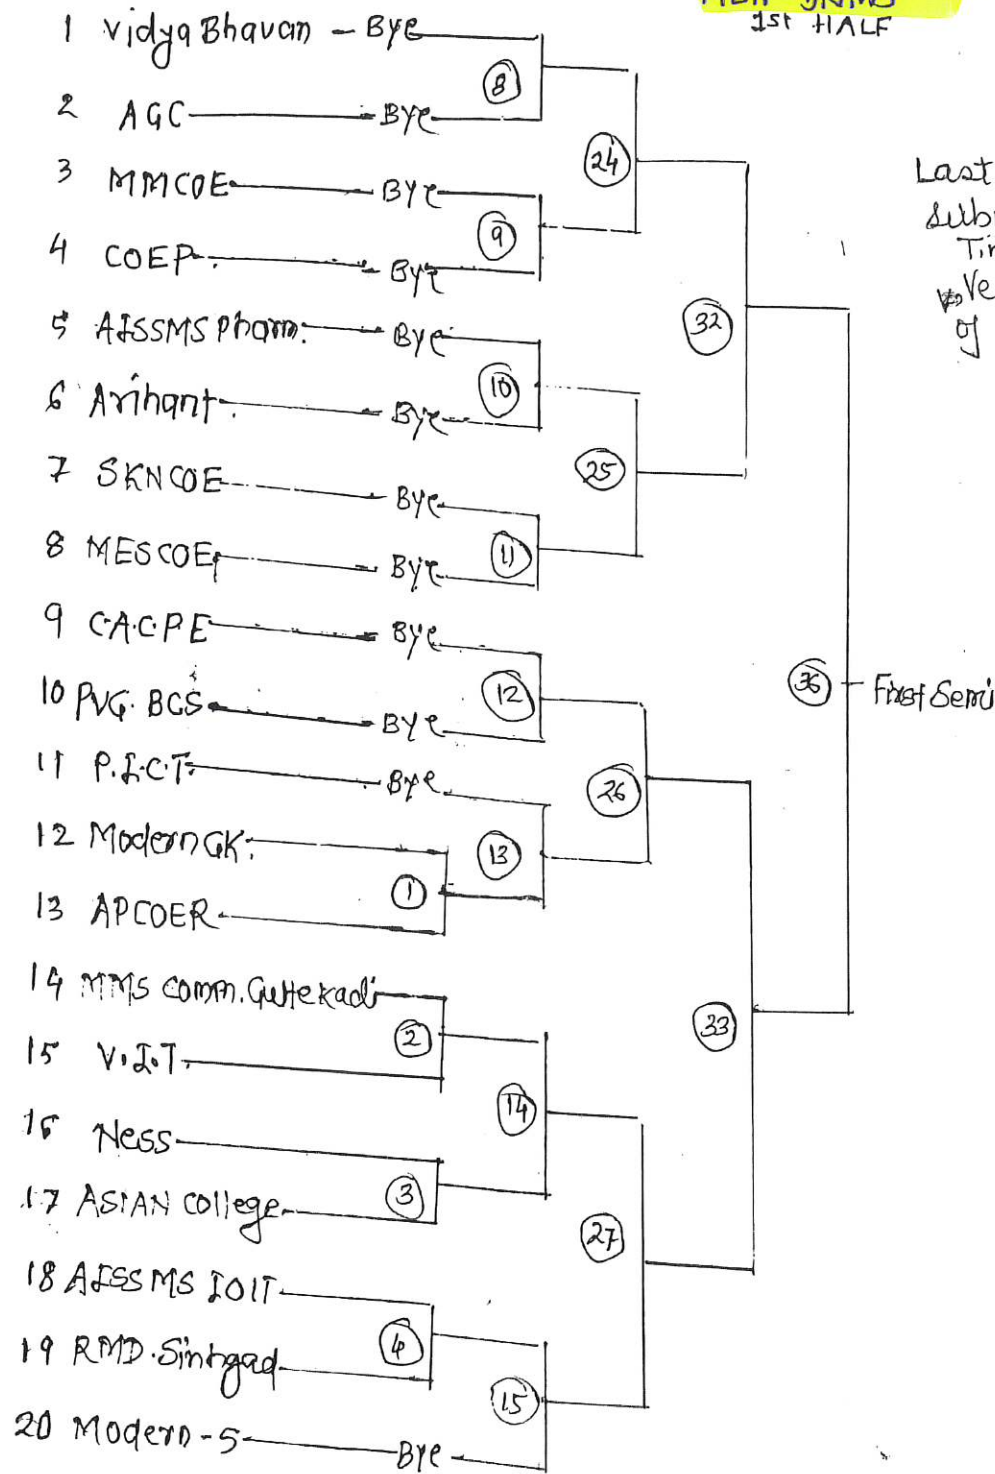 1st HALF
1 Vidya Bhavan - Bye
8
2 AGC Bye
24
3 MMCOE Bye
9
4 COEP. Bye
Last
32
5 AISSMS Pharm. Bye
of
10
6 Arihant. Bye
25
7 SKNCOE Bye
11
8 MESCOE Bye
9 C.A.C.P.E Bye
12
36 First Semi
10 PVG. BCS Bye
11 P.I.C.T. Bye
26
12 Modern GK.
13
1
13 APCOER
14 MMS Comm. Gultekadi
33
2
15 V.I.T.
14
16 Ness
3
17 ASIAN College
27
18 AISSMS IOIT
4
19 RMD. Sinhgad
15
20 Modern - 5 Bye